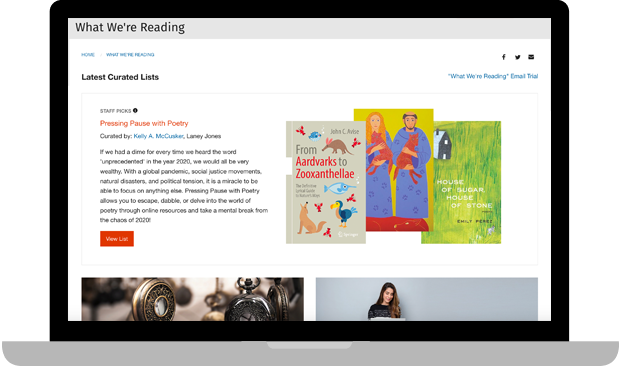 What We're Reading
HOME
WHAT WE'RE READING
Latest Curated Lists
"What We're Reading" Email Trial
STAFF PICKS
Pressing Pause with Poetry
Curated by: Kelly A. McCusker, Laney Jones
If we had a dime for every time we heard the word
'unprecedented' in the year 2020, we would all be very
wealthy. With a global pandemic, social justice movements,
natural disasters, and political tension, it is a miracle to be
able to focus on anything else. Pressing Pause with Poetry
allows you to escape, dabble, or delve into the world of
poetry through online resources and take a mental break from
the chaos of 2020!
View List
John C. Avise
From
Aardvarks to
Zooxanthellae
Springer
HOUSE OF
SUGAR,
HOUSE
OF STONE
EMILY PÉREZ